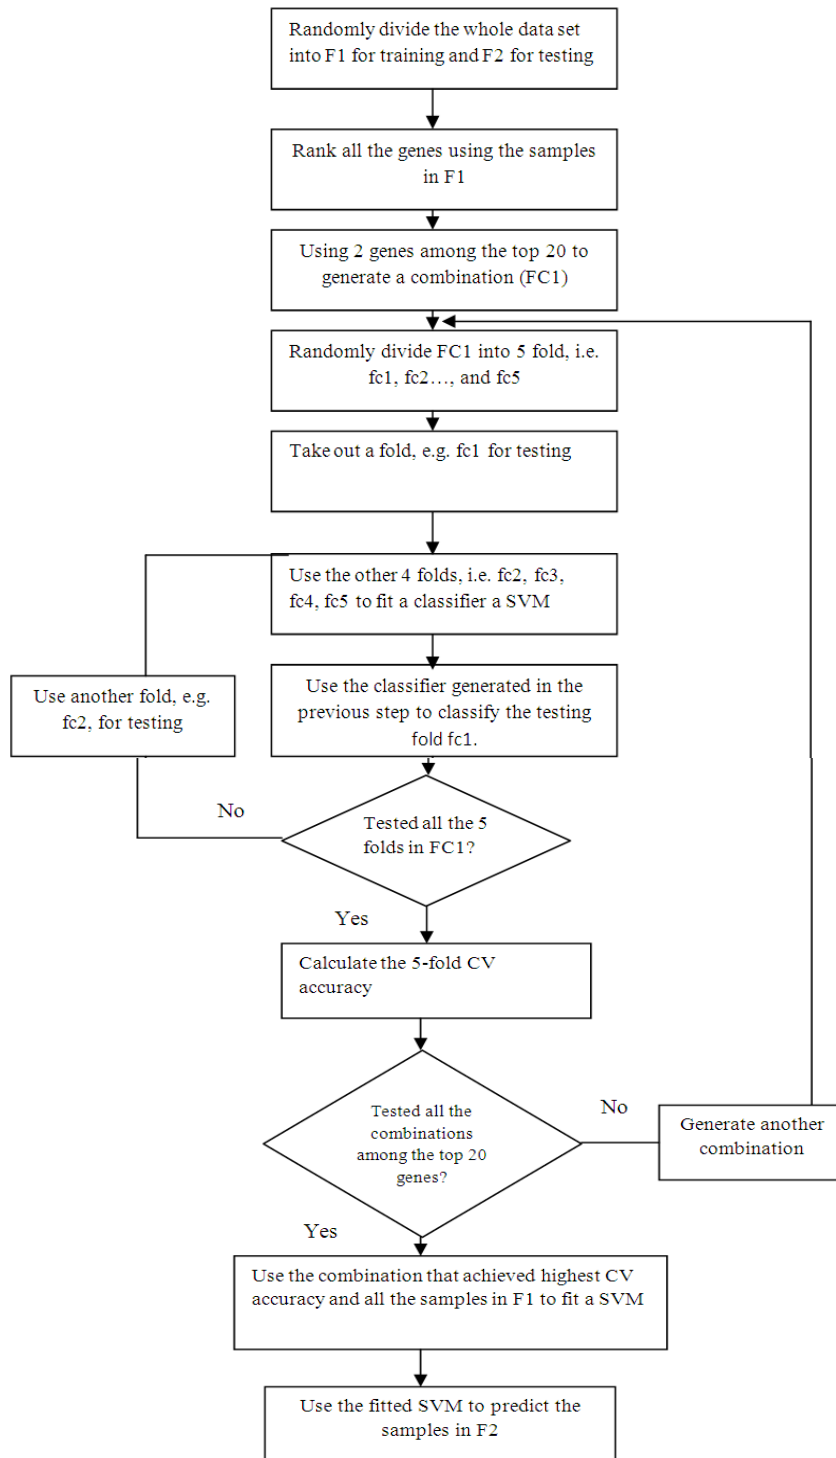 Randomly divide the whole data set
into F1 for training and F2 for testing
Rank all the genes using the samples
in F1
Using 2 genes among the top 20 to
generate a combination (FC1)
Randomly divide FC1 into 5 fold, i.e.
fc1, fc2…, and fc5
Take out a fold, e.g. fc1 for testing
Use the other 4 folds, i.e. fc2, fc3,
fc4, fc5 to fit a classifier a SVM
Use another fold, e.g.
fc2, for testing
Use the classifier generated in the
previous step to classify the testing
fold fc1.
No
Tested all the 5
folds in FC1?
Yes
Calculate the 5-fold CV
accuracy
Tested all the
combinations
among the top 20
genes?
No
Generate another
combination
Yes
Use the combination that achieved highest CV
accuracy and all the samples in F1 to fit a SVM
Use the fitted SVM to predict the
samples in F2